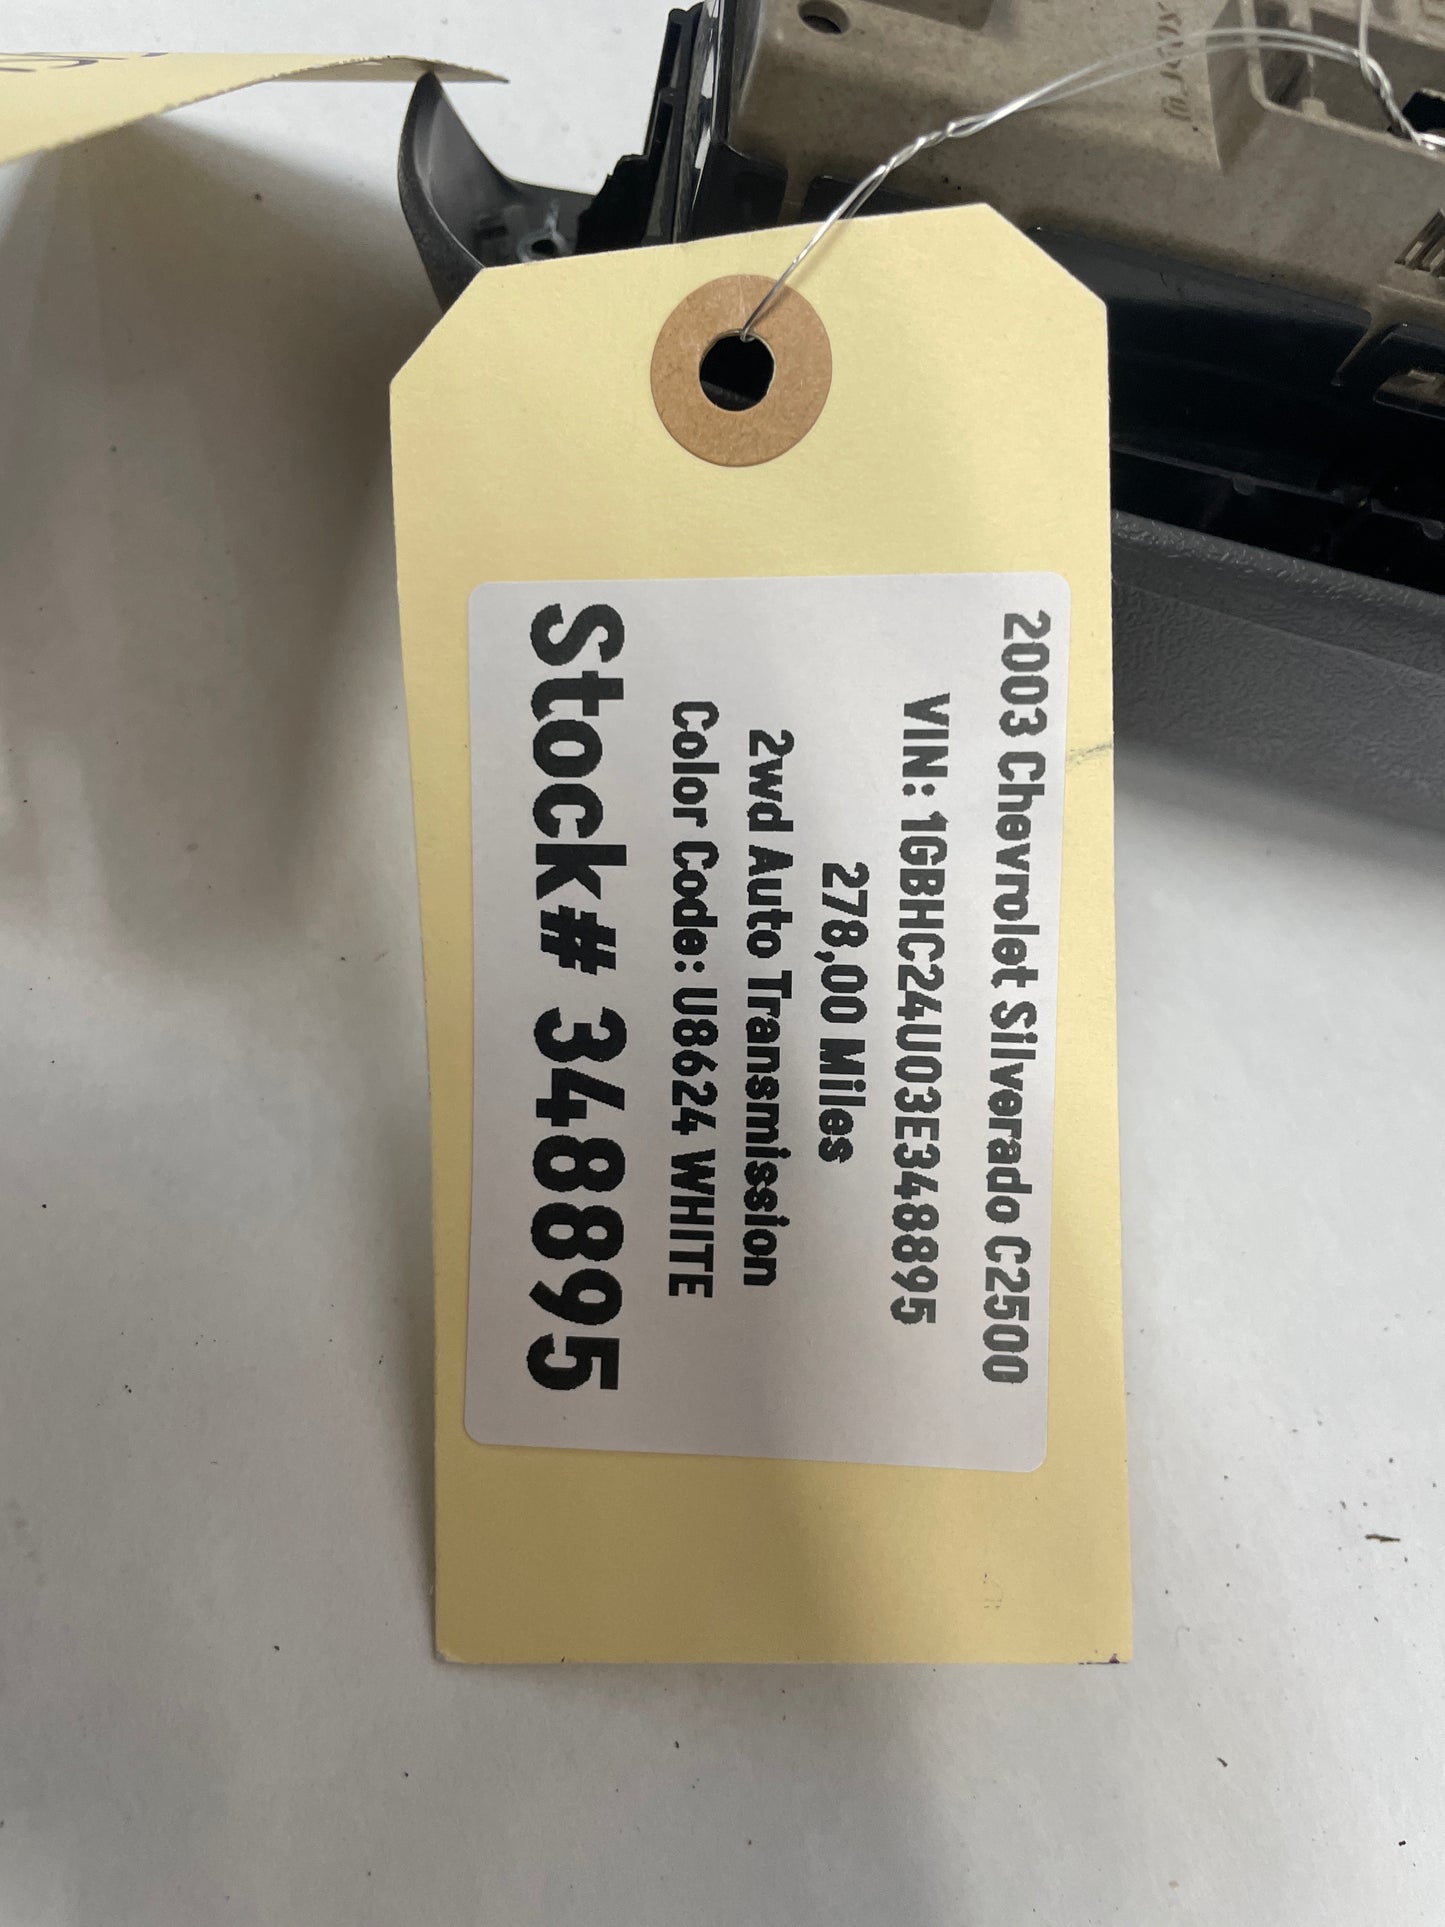 2003 Chevrolet Silverado C2500
VIN: 1GBHC24U03E348895
278,00 Miles
2wd Auto Transmission
Color Code: U8624 WHITE
Stock# 348895